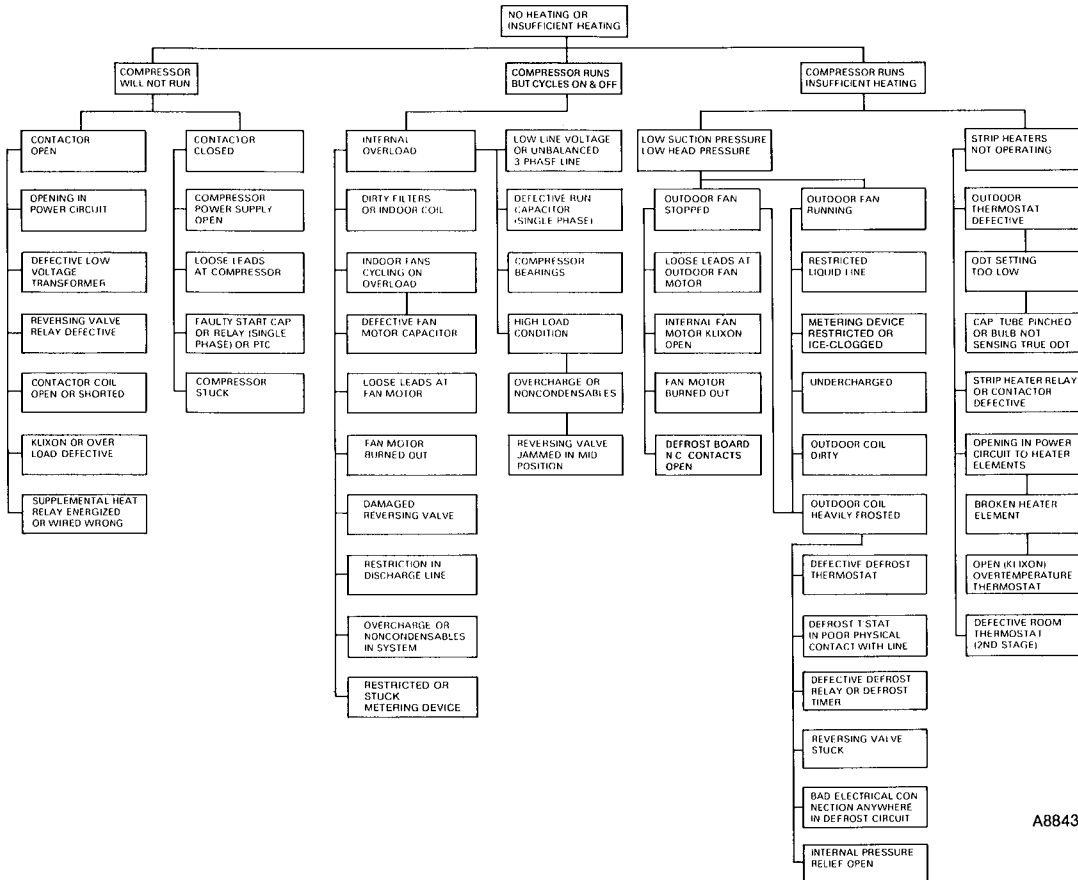 NO HEATING OR
INSUFFICIENT HEATING
COMPRESSOR
WILL NOT RUN
COMPRESSOR RUNS
BUT CYCLES ON & OFF
COMPRESSOR RUNS
INSUFFICIENT HEATING
CONTACTOR
OPEN
OPENING IN
POWER CIRCUIT
DEFECTIVE LOW
VOLTAGE
TRANSFORMER
REVERSING VALVE
RELAY DEFECTIVE
CONTACTOR COIL
OPEN OR SHORTED
KLIXON OR OVER
LOAD DEFECTIVE
SUPPLEMENTAL HEAT
RELAY ENERGIZED
OR WIRED WRONG
CONTACTOR
CLOSED
COMPRESSOR
POWER SUPPLY
OPEN
LOOSE LEADS
AT COMPRESSOR
FAULTY START CAP
OR RELAY (SINGLE
PHASE) OR PTC
COMPRESSOR
STUCK
INTERNAL
OVERLOAD
DIRTY FILTERS
OR INDOOR COIL
INDOOR FANS
CYCLING ON
OVERLOAD
DEFECTIVE FAN
MOTOR CAPACITOR
LOOSE LEADS AT
FAN MOTOR
FAN MOTOR
BURNED OUT
DAMAGED
REVERSING VALVE
RESTRICTION IN
DISCHARGE LINE
OVERCHARGE OR
NONCONDENSABLES
IN SYSTEM
RESTRICTED OR
STUCK
METERING DEVICE
LOW LINE VOLTAGE
OR UNBALANCED
3 PHASE LINE
DEFECTIVE RUN
CAPACITOR
(SINGLE PHASE)
COMPRESSOR
BEARINGS
HIGH LOAD
CONDITION
OVERCHARGE OR
NONCONDENSABLES
REVERSING VALVE
JAMMED IN MID
POSITION
LOW SUCTION PRESSURE
LOW HEAD PRESSURE
OUTDOOR FAN
STOPPED
LOOSE LEADS AT
OUTDOOR FAN
MOTOR
INTERNAL FAN
MOTOR KLIXON
OPEN
FAN MOTOR
BURNED OUT
DEFROST BOARD
N.C. CONTACTS
OPEN
OUTDOOR FAN
RUNNING
RESTRICTED
LIQUID LINE
METERING DEVICE
RESTRICTED OR
ICE-CLOGGED
UNDERCHARGED
OUTDOOR COIL
DIRTY
OUTDOOR COIL
HEAVILY FROSTED
DEFECTIVE DEFROST
THERMOSTAT
DEFROST T'STAT
IN POOR PHYSICAL
CONTACT WITH LINE
DEFECTIVE DEFROST
RELAY OR DEFROST
TIMER
REVERSING VALVE
STUCK
BAD ELECTRICAL CON
NECTION ANYWHERE
IN DEFROST CIRCUIT
INTERNAL PRESSURE
RELIEF OPEN
STRIP HEATERS
NOT OPERATING
OUTDOOR
THERMOSTAT
DEFECTIVE
ODT SETTING
TOO LOW
CAP. TUBE PINCHED
OR BULB NOT
SENSING TRUE ODT
STRIP HEATER RELAY
OR CONTACTOR
DEFECTIVE
OPENING IN POWER
CIRCUIT TO HEATER
ELEMENTS
BROKEN HEATER
ELEMENT
OPEN (KLIXON)
OVERTEMPERATURE
THERMOSTAT
DEFECTIVE ROOM
THERMOSTAT
(2ND STAGE)
A8843